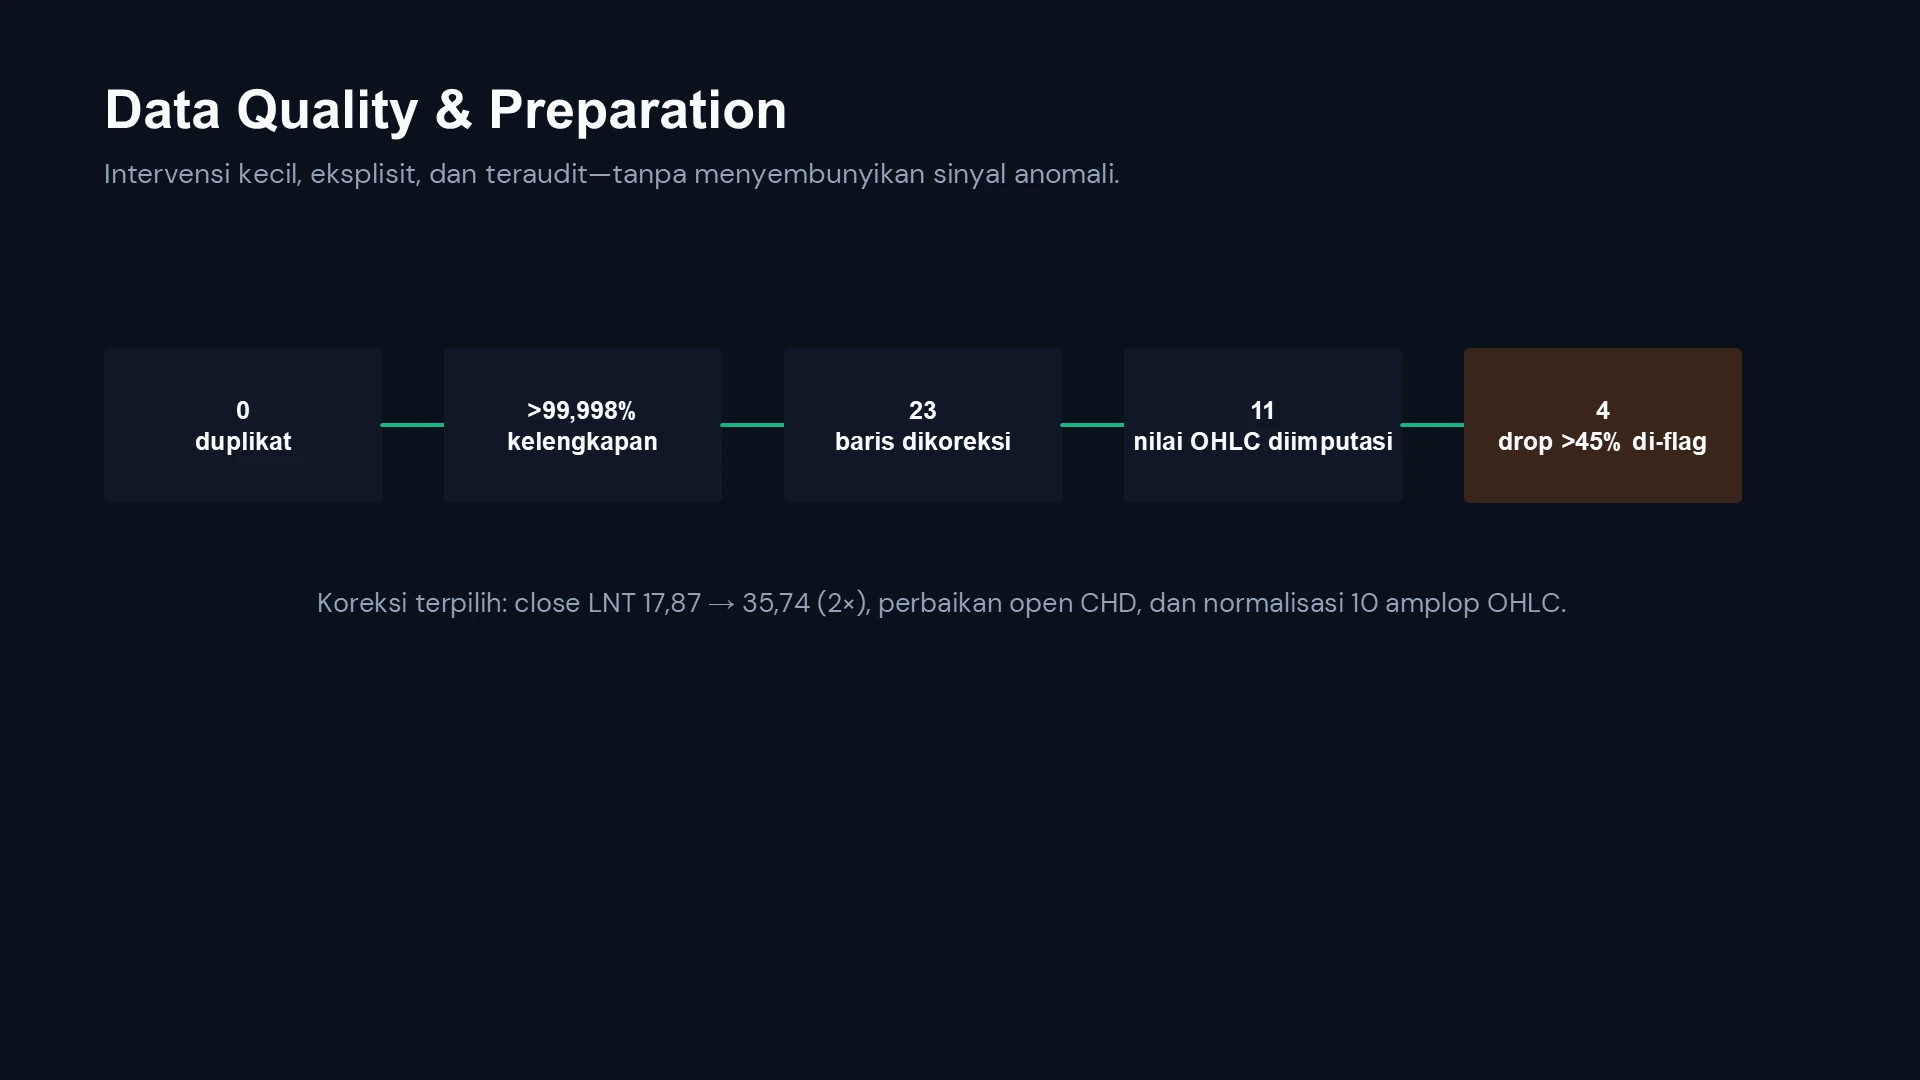 Data Quality & Preparation
Intervensi kecil, eksplisit, dan teraudit—tanpa menyembunyikan sinyal anomali.
0
duplikat
>99,998%
kelengkapan
23
baris dikoreksi
11
nilai OHLC diimputasi
4
drop >45% di-flag
Koreksi terpilih: close LNT 17,87 → 35,74 (2×), perbaikan open CHD, dan normalisasi 10 amplop OHLC.